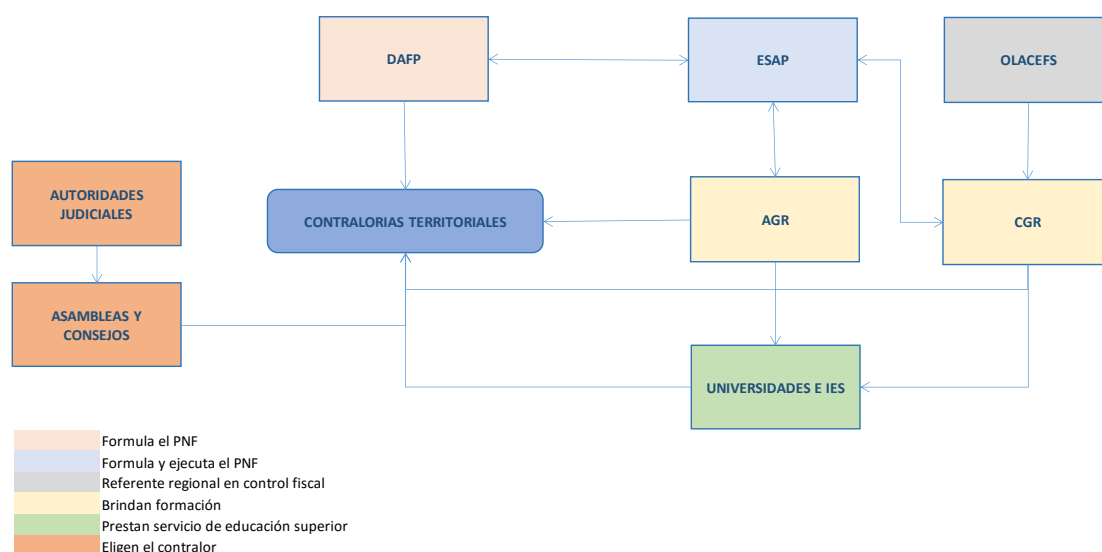 DAFP
ESAP
OLACEFS
AUTORIDADES
JUDICIALES
CONTRALORIAS TERRITORIALES
AGR
CGR
ASAMBLEAS Y
CONSEJOS
UNIVERSIDADES E IES
Formula el PNF
Formula y ejecuta el PNF
Referente regional en control fiscal
Brindan formación
Prestan servicio de educación superior
Eligen el contralor